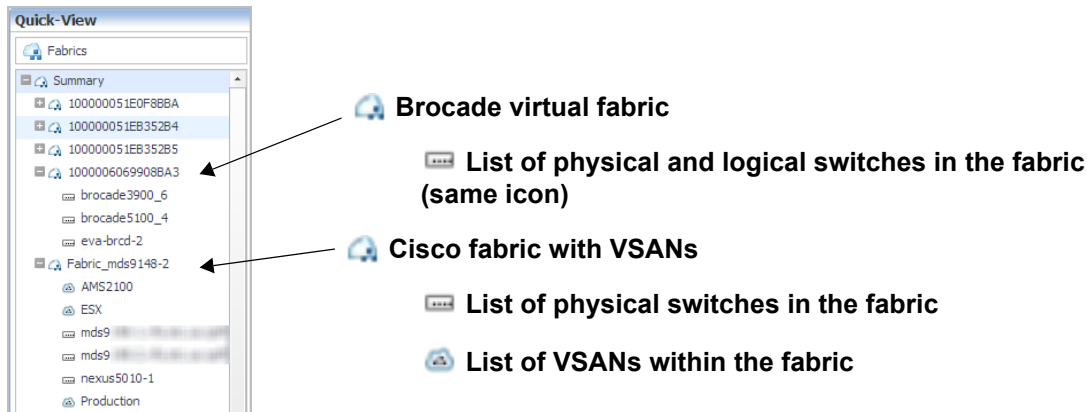 Quick-View
Fabrics
Summary
100000051E0F8BBA
100000051EB352B4
100000051EB352B5
1000006069908BA3
brocade3900_6
brocade5100_4
eva-brcd-2
Fabric_mds9148-2
AMS2100
ESX
mds9
mds9
nexus5010-1
Production
Brocade virtual fabric
List of physical and logical switches in the fabric
(same icon)
Cisco fabric with VSANs
List of physical switches in the fabric
List of VSANs within the fabric